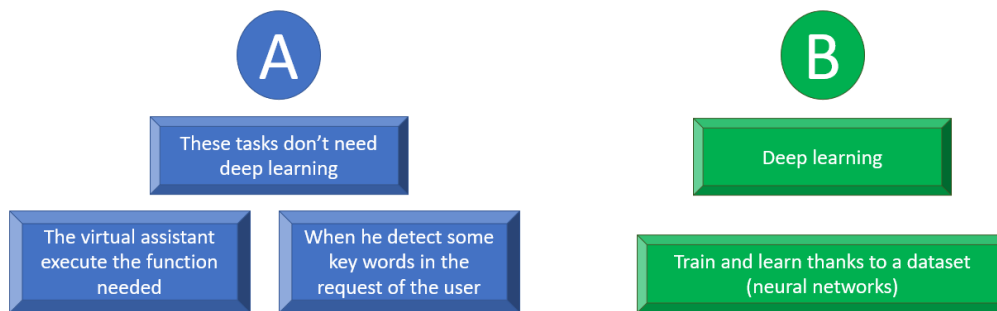 A
B
These tasks don't need
deep learning
Deep learning
The virtual assistant
execute the function
needed
When he detect some
key words in the
request of the user
Train and learn thanks to a dataset
(neural networks)